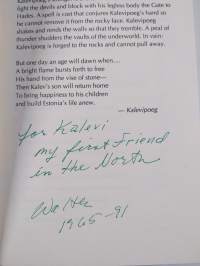 fight the devils and block with his legless body the Gate to
Hades. A spell is cast that conjures Kalevipoeg's hand so
he cannot remove it from the rocky face. Kalevipoeg
shakes and rends the walls so that they tremble. A peal of
thunder shudders the vaults of the underworld. In vain:
Kalevipoeg is forged to the rocks and cannot pull away.
But one day an age will dawn when....
A bright flame bursts forth to free
His hand from the vise of stone—
Then Kalev's son will return home
To bring happiness to his children
and build Estonia's life anew.
— Kalevipoeg
for Kalevi
my first Friend
in the North
Walter
1965-91